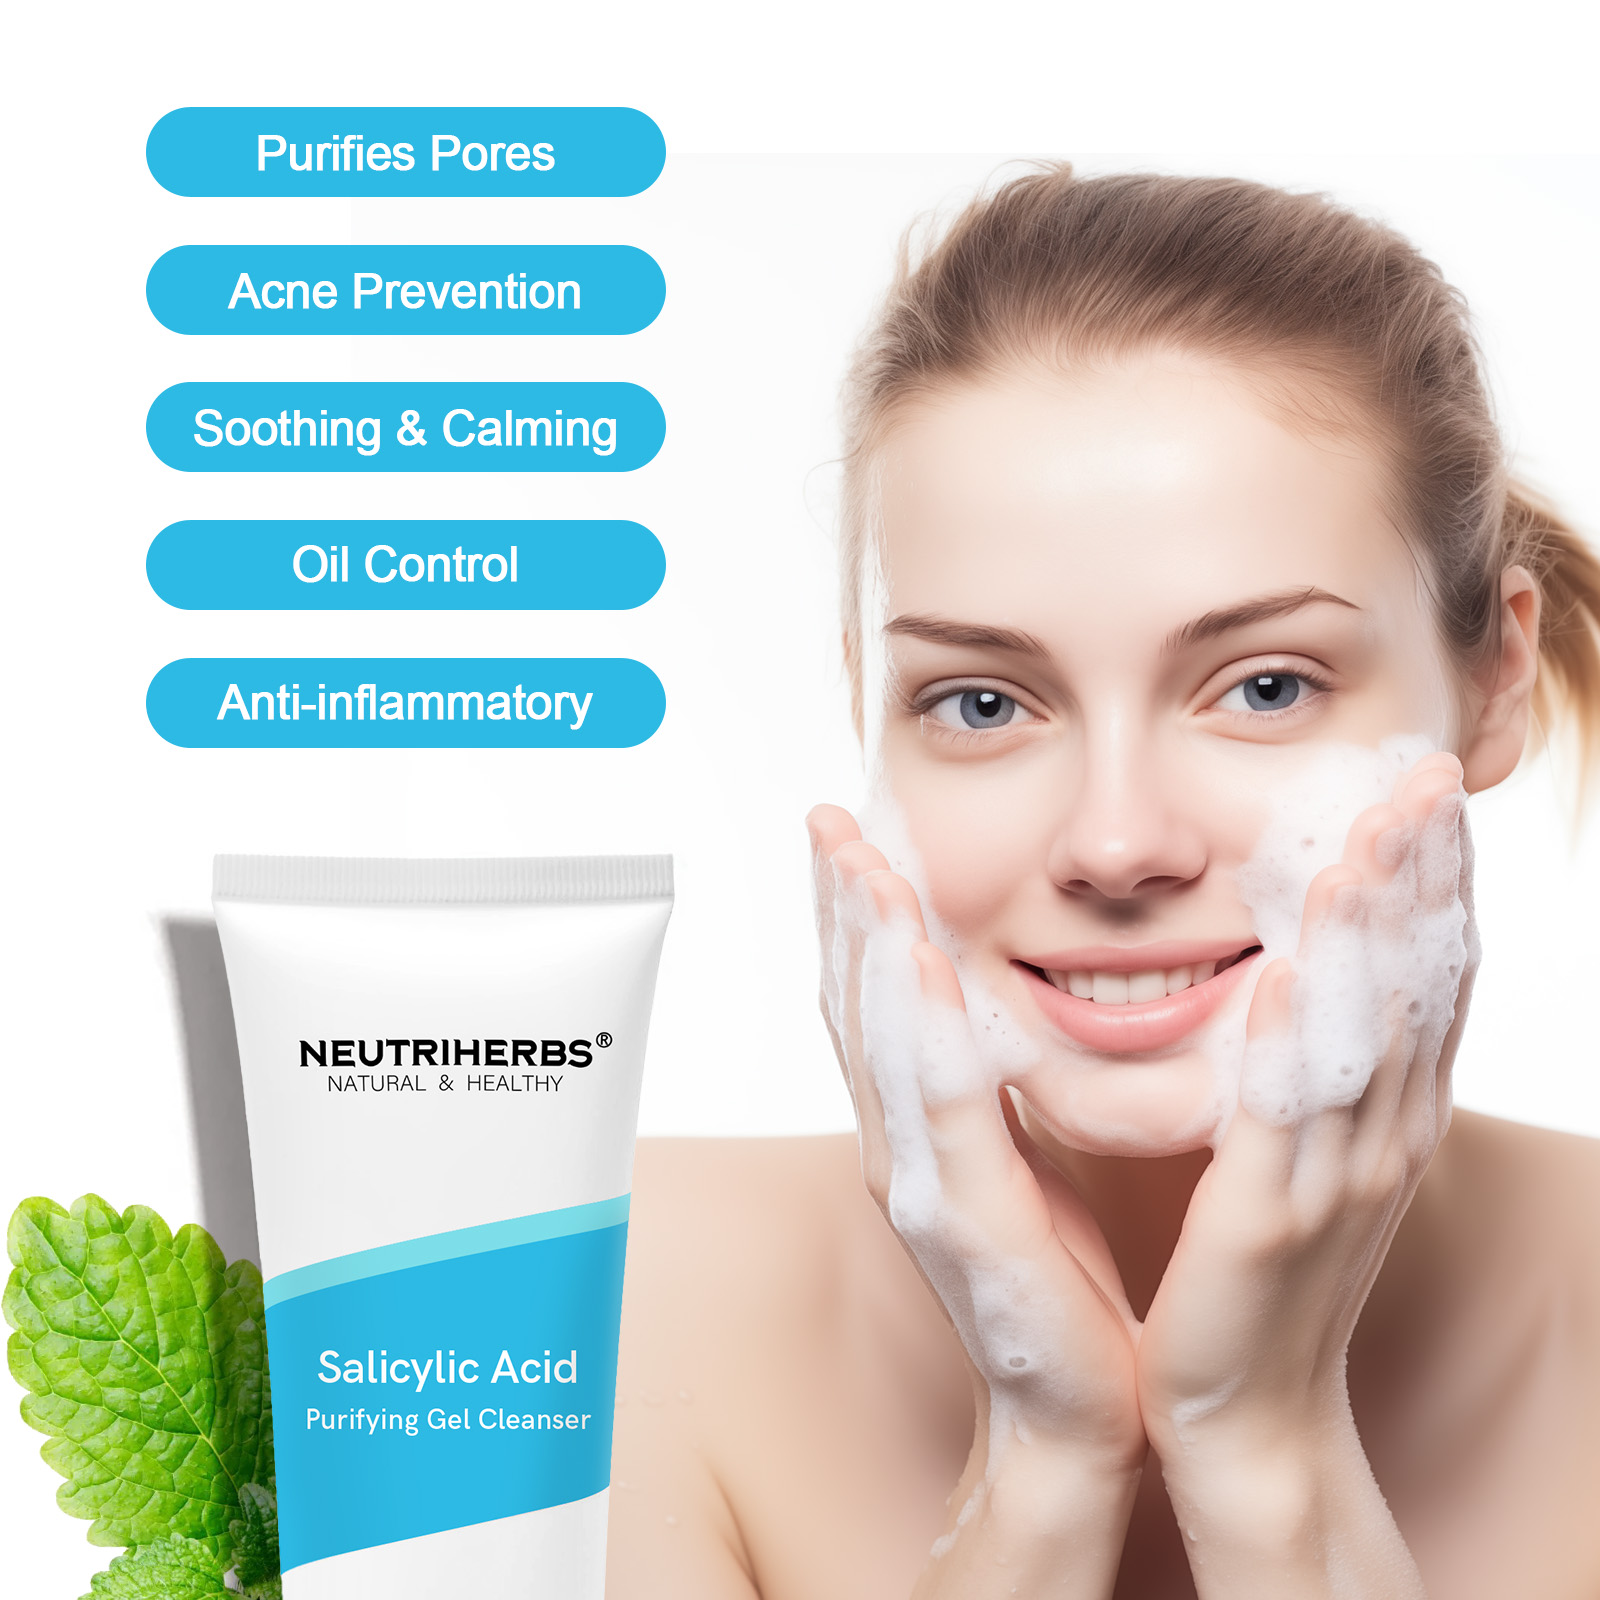 Purifies Pores
Acne Prevention
Soothing & Calming
Oil Control
Anti-inflammatory
NEUTRIHERBS®
NATURAL & HEALTHY
Salicylic Acid
Purifying Gel Cleanser